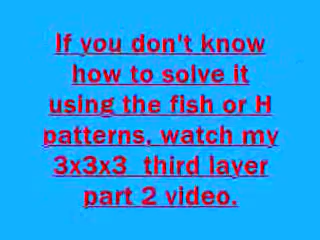 If you don't know
how to solve it
using the fish or H
patterns, watch my
3x3x3  third layer
part 2 video.